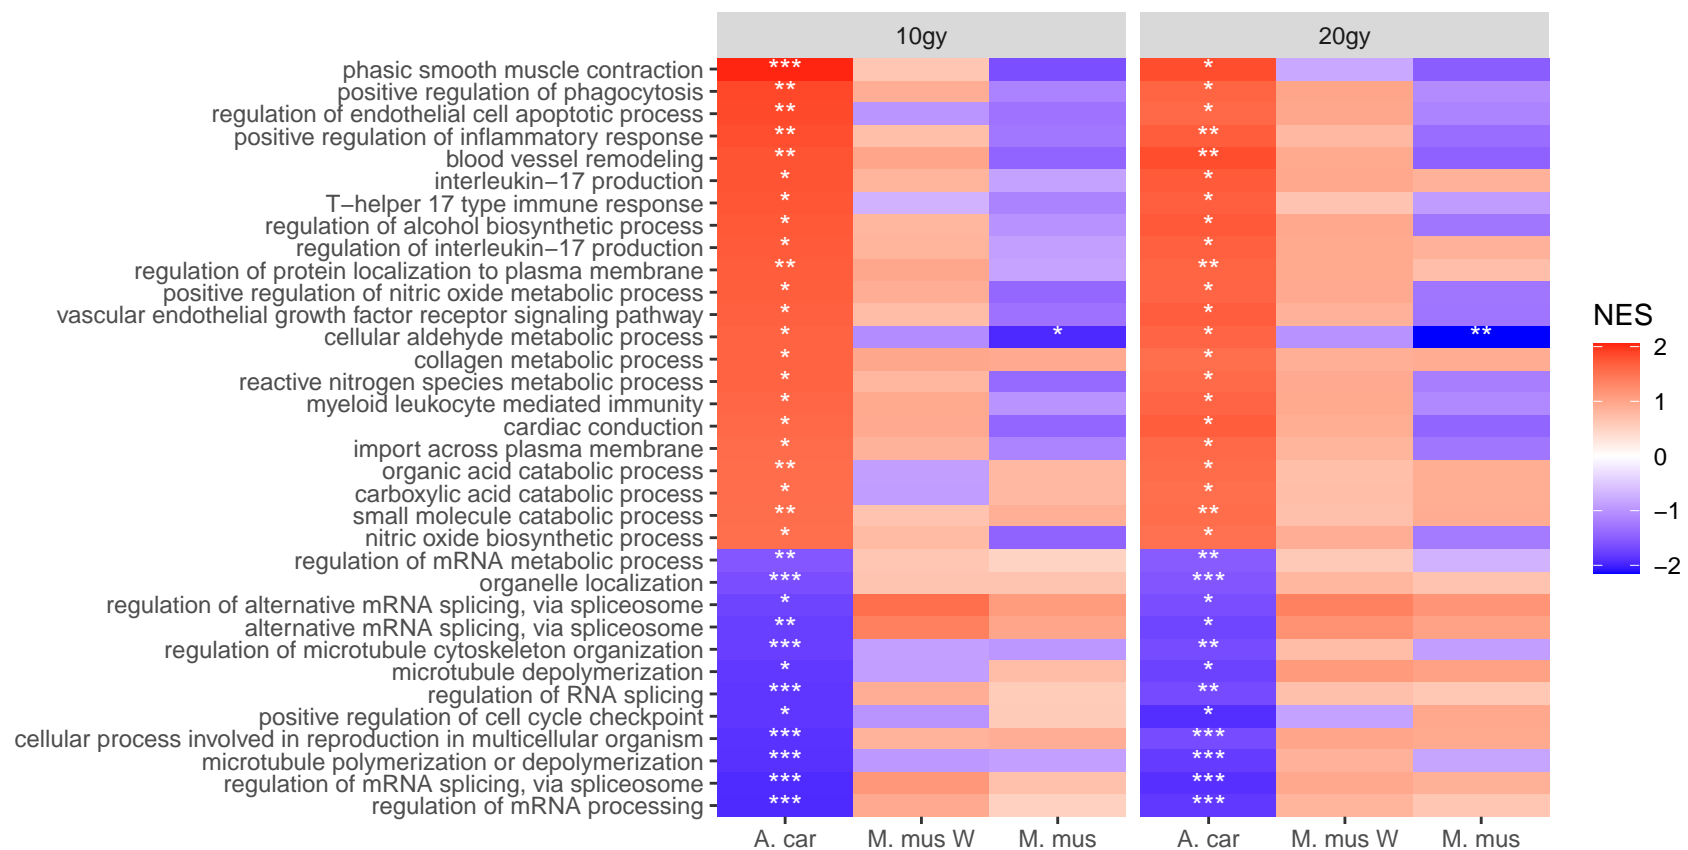 10gy 20gy
phasic smooth muscle contraction *** *
positive regulation of phagocytosis ** *
regulation of endothelial cell apoptotic process ** *
positive regulation of inflammatory response ** **
blood vessel remodeling ** **
interleukin−17 production * *
T−helper 17 type immune response * *
regulation of alcohol biosynthetic process * *
regulation of interleukin−17 production * *
regulation of protein localization to plasma membrane ** **
positive regulation of nitric oxide metabolic process * *
vascular endothelial growth factor receptor signaling pathway * *
cellular aldehyde metabolic process * * * **
collagen metabolic process * *
reactive nitrogen species metabolic process * *
myeloid leukocyte mediated immunity * *
cardiac conduction * *
import across plasma membrane * *
organic acid catabolic process ** *
carboxylic acid catabolic process * *
small molecule catabolic process ** **
nitric oxide biosynthetic process * *
regulation of mRNA metabolic process ** **
organelle localization *** ***
regulation of alternative mRNA splicing, via spliceosome * *
alternative mRNA splicing, via spliceosome ** *
regulation of microtubule cytoskeleton organization *** **
microtubule depolymerization * *
regulation of RNA splicing *** **
positive regulation of cell cycle checkpoint * *
cellular process involved in reproduction in multicellular organism *** ***
microtubule polymerization or depolymerization *** ***
regulation of mRNA splicing, via spliceosome *** ***
regulation of mRNA processing *** ***
A. car M. mus W M. mus A. car M. mus W M. mus
NES
2
1
0
−1
−2